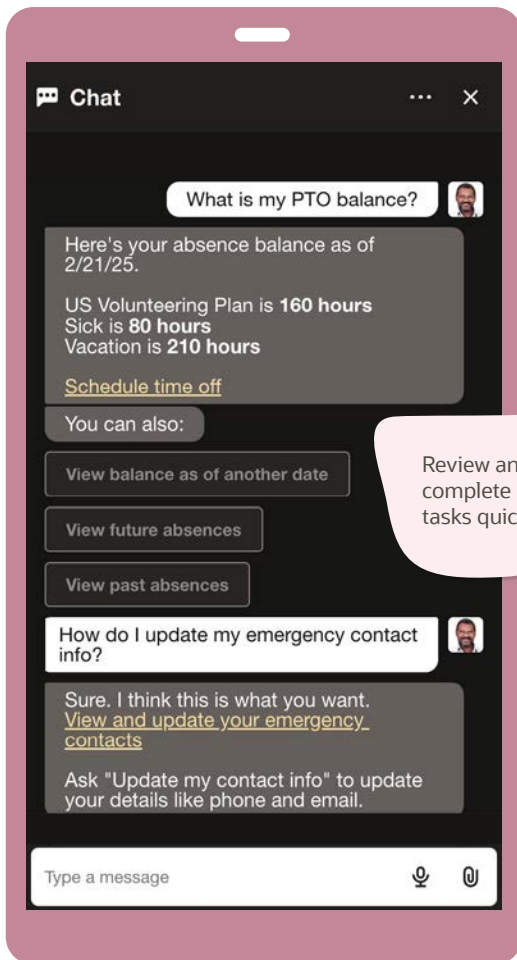 Chat
What is my PTO balance?
Here's your absence balance as of
2/21/25.
US Volunteering Plan is 160 hours
Sick is 80 hours
Vacation is 210 hours
Schedule time off
You can also:
View balance as of another date
View future absences
View past absences
Review an
complete
tasks quic
How do I update my emergency contact
info?
Sure. I think this is what you want.
View and update your emergency
contacts
Ask "Update my contact info" to update
your details like phone and email.
Type a message